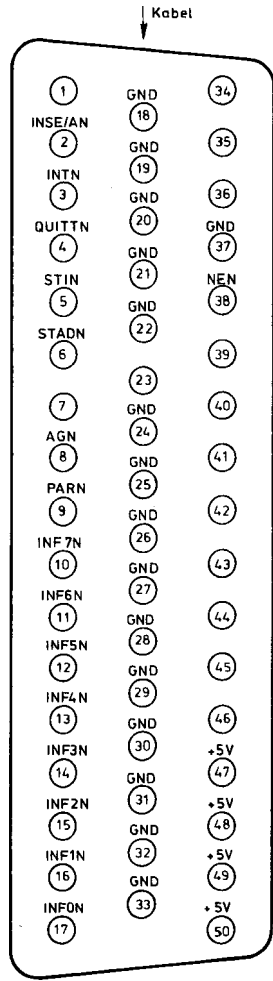 Kabel
1 GND 34
18
INSE/AN
2 GND 35
19
INTN
3 GND 36
20
QUITTN GND
4 GND 37
21
STIN NEN
5 GND 38
22
STADN
6 39
23
7 GND 40
24
AGN
8 GND 41
25
PARN
9 GND 42
26
INF7N
10 GND 43
27
INF6N
11 GND 44
28
INF5N
12 GND 45
29
INF4N
13 GND 46
30
INF3N +5V
14 GND 47
31
INF2N +5V
15 GND 48
32
INF1N +5V
16 GND 49
33
INF0N +5V
17 50